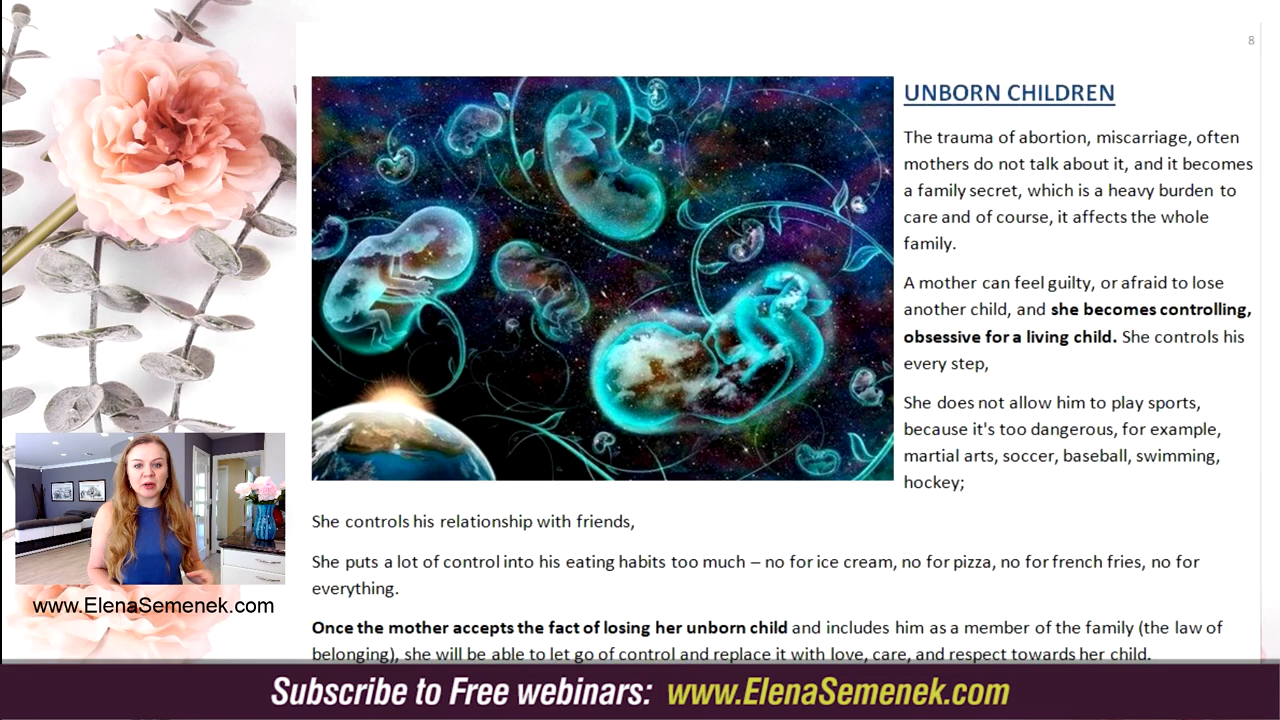 8
UNBORN CHILDREN
The trauma of abortion, miscarriage, often
mothers do not talk about it, and it becomes
a family secret, which is a heavy burden to
care and of course, it affects the whole
family.
A mother can feel guilty, or afraid to lose
another child, and she becomes controlling,
obsessive for a living child. She controls his
every step,
She does not allow him to play sports,
because it's too dangerous, for example,
martial arts, soccer, baseball, swimming,
hockey;
She controls his relationship with friends,
She puts a lot of control into his eating habits too much – no for ice cream, no for pizza, no for french fries, no for
everything.
Once the mother accepts the fact of losing her unborn child and includes him as a member of the family (the law of
belonging), she will be able to let go of control and replace it with love, care, and respect towards her child.
www.ElenaSemenek.com
Subscribe to Free webinars: www.ElenaSemenek.com